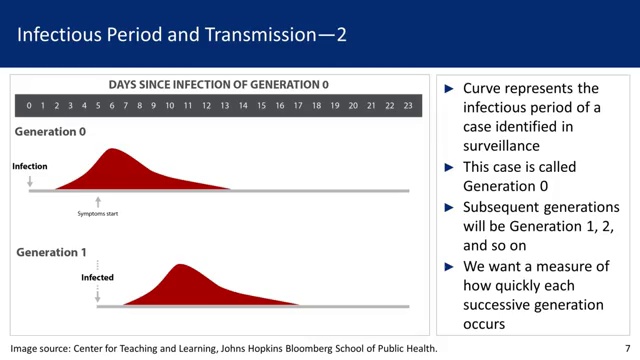 Infectious Period and Transmission—2
DAYS SINCE INFECTION OF GENERATION 0
0 1 2 3 4 5 6 7 8 9 10 11 12 13 14 15 16 17 18 19 20 21 22 23
Generation 0
Infection
Symptoms start
Generation 1
Infected
► Curve represents the
infectious period of a
case identified in
surveillance
► This case is called
Generation 0
► Subsequent generations
will be Generation 1, 2,
and so on
► We want a measure of
how quickly each
successive generation
occurs
Image source: Center for Teaching and Learning, Johns Hopkins Bloomberg School of Public Health.
7